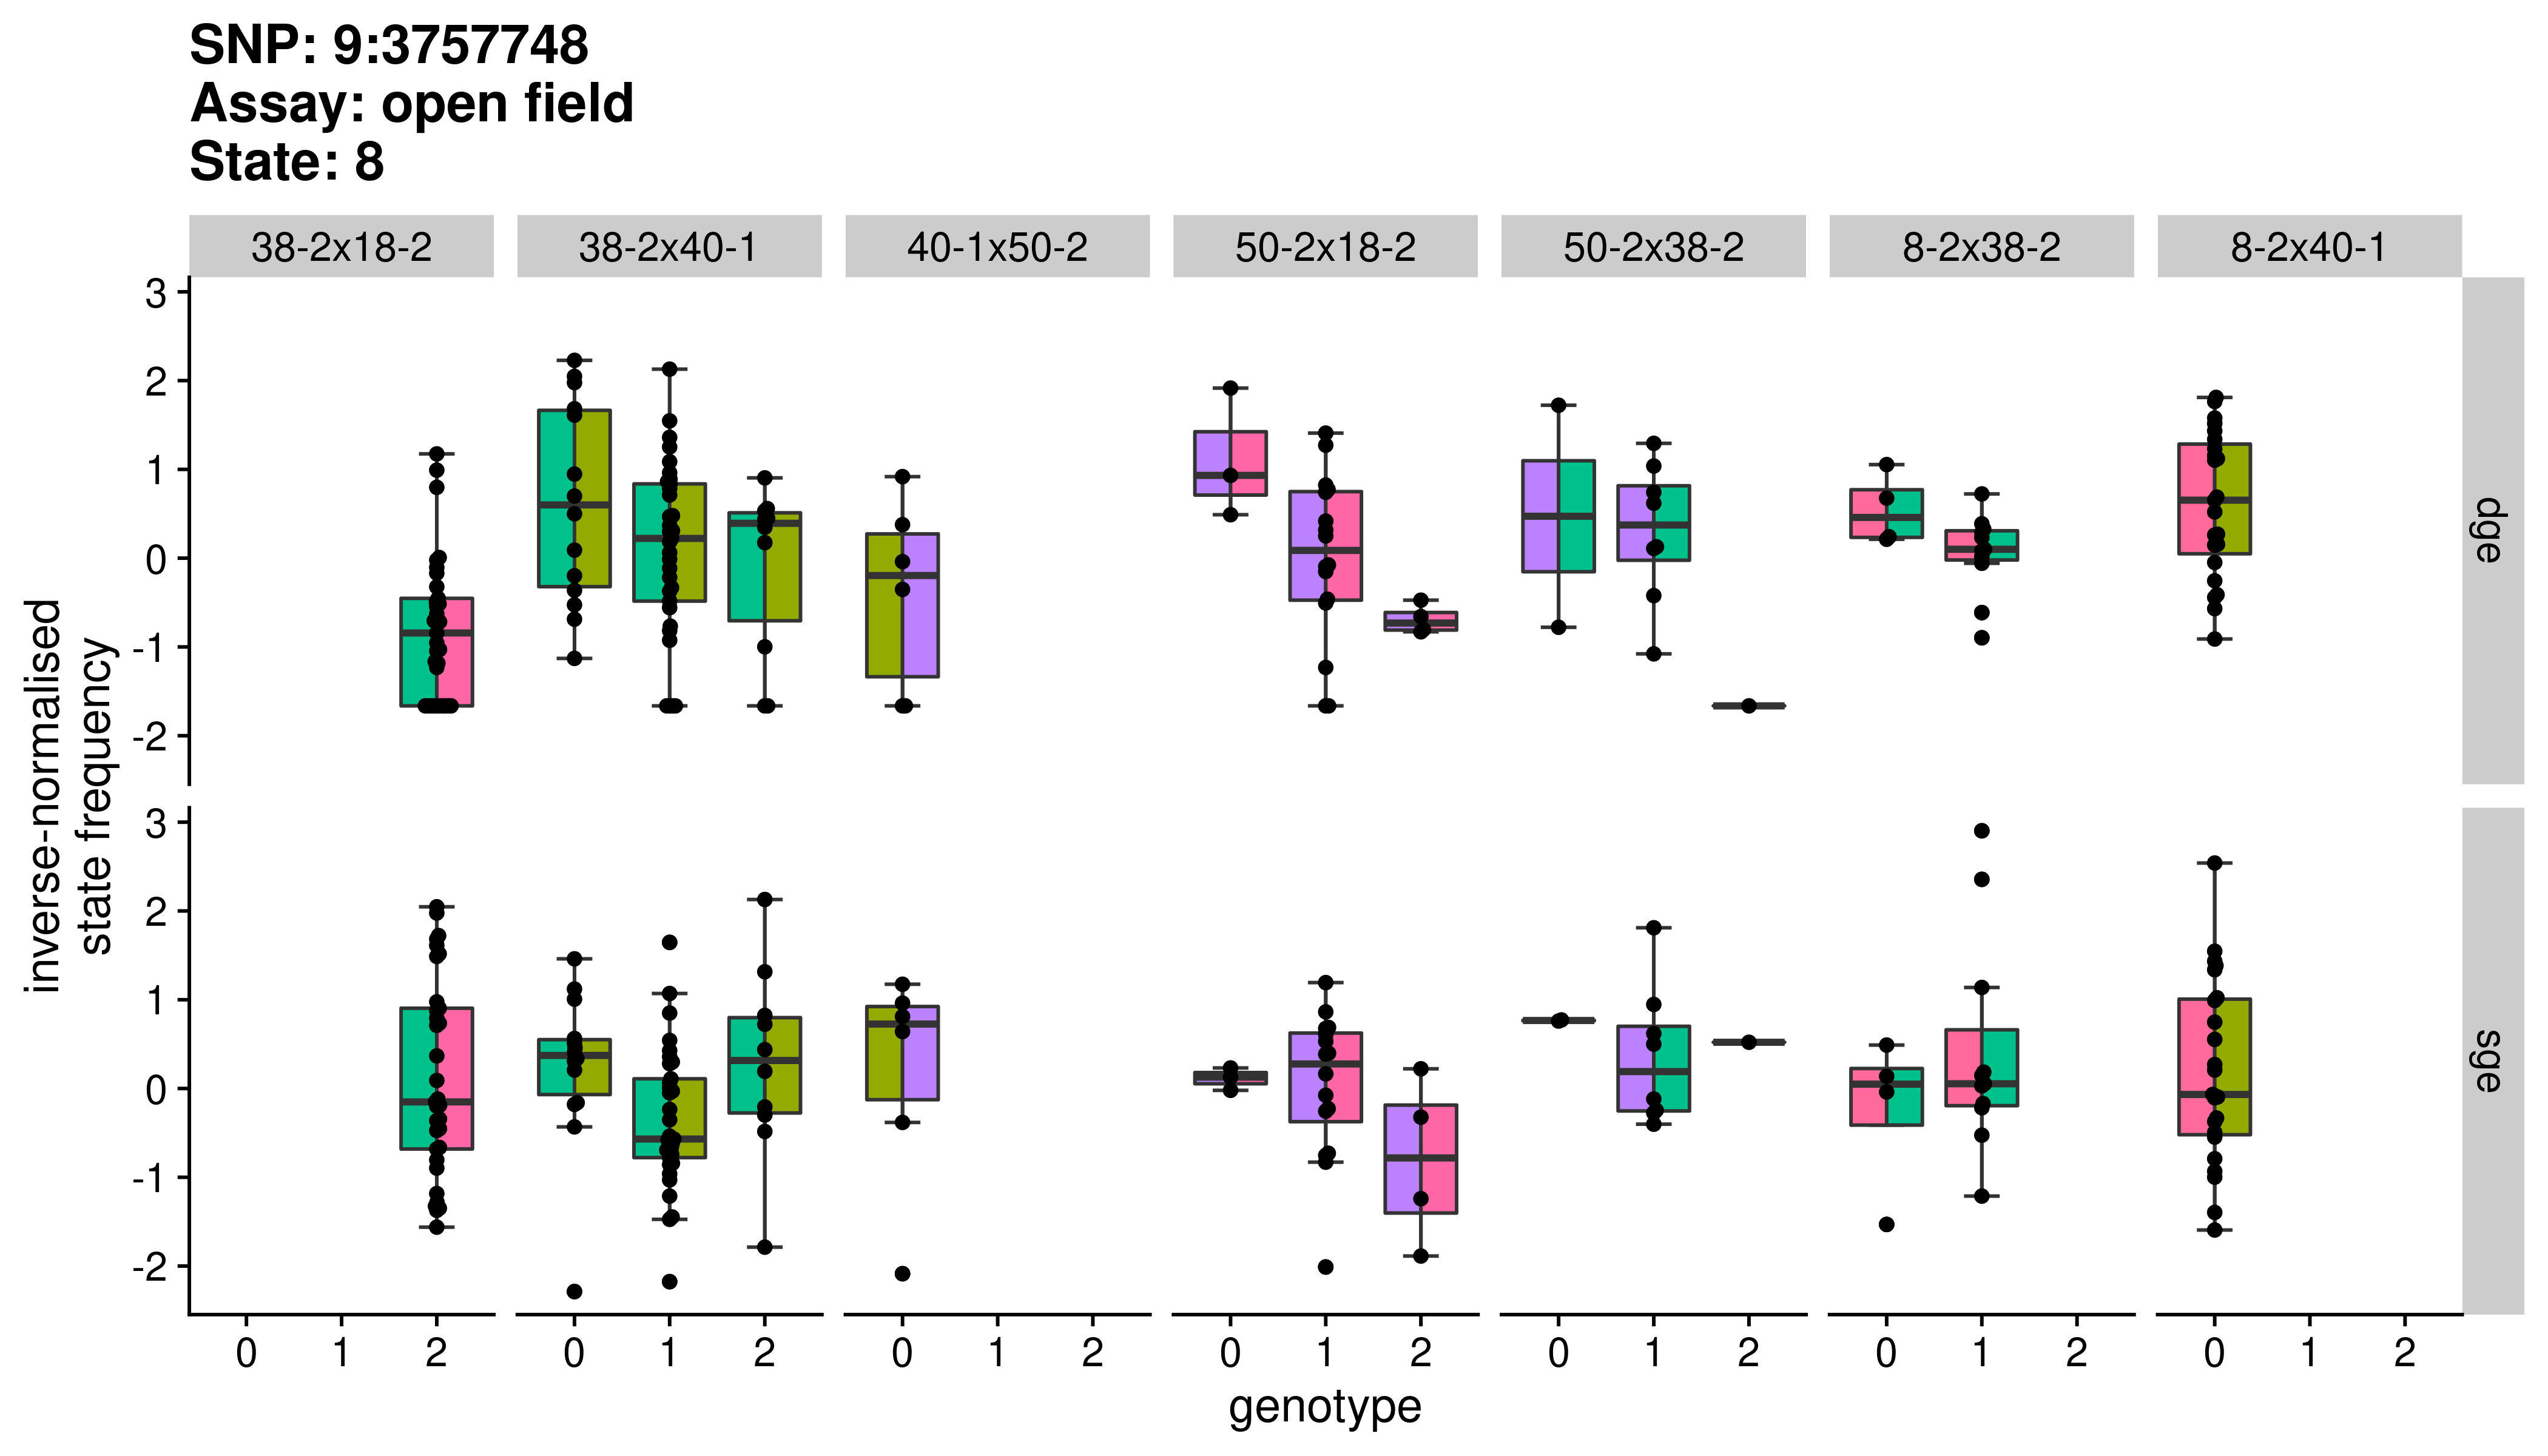 SNP: 9:3757748
Assay: open field
State: 8
38-2x18-2 38-2x40-1 40-1x50-2 50-2x18-2 50-2x38-2 8-2x38-2 8-2x40-1
3
2
1
0
-1
-2
dge
3
2
1
0
-1
-2
sge
inverse-normalised
state frequency
0 1 2 0 1 2 0 1 2 0 1 2 0 1 2 0 1 2 0 1 2
genotype